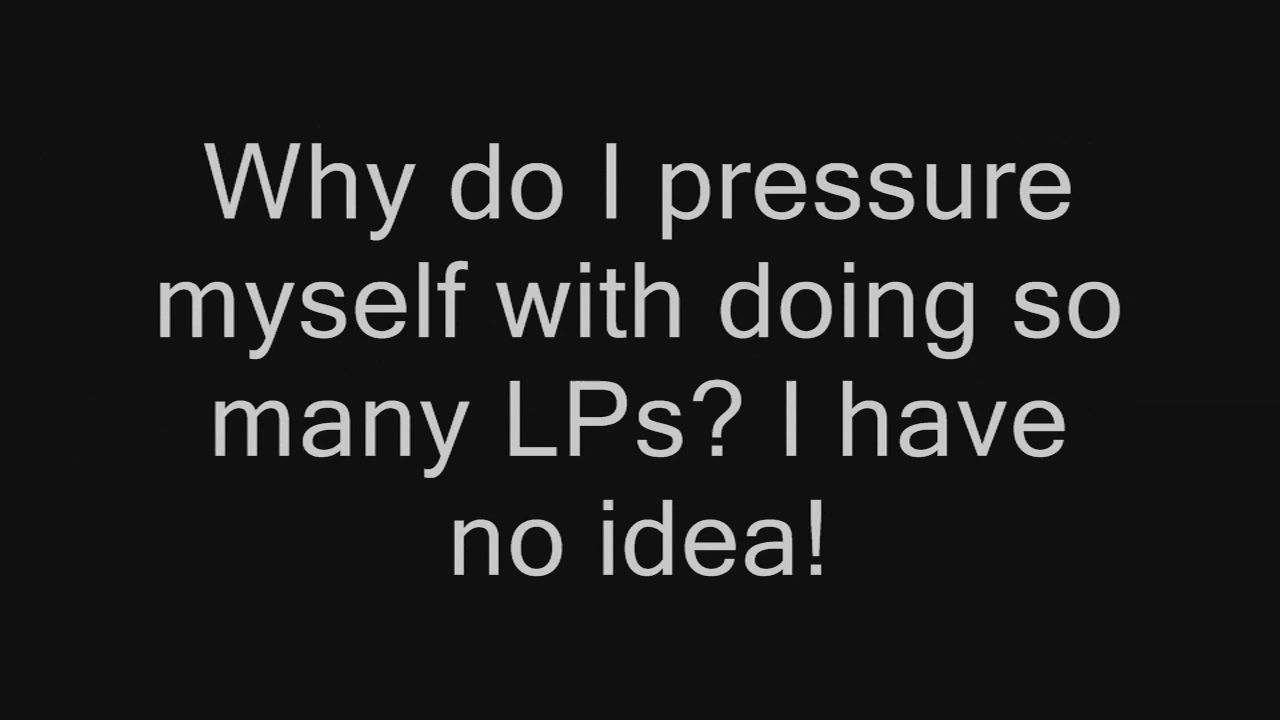 Why do I pressure
myself with doing so
many LPs? I have
no idea!